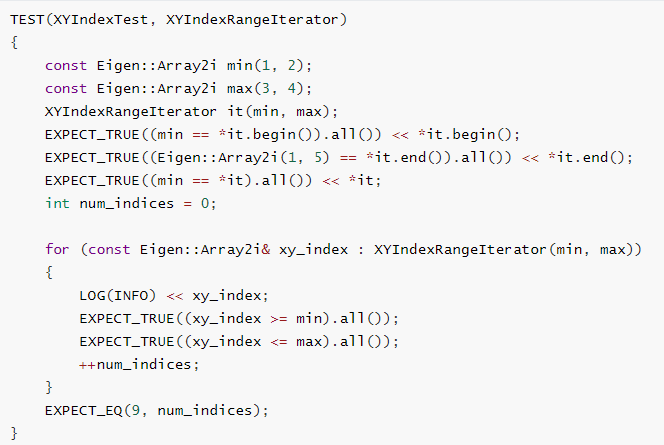 TEST(XYIndexTest, XYIndexRangeIterator)
{
    const Eigen::Array2i min(1, 2);
    const Eigen::Array2i max(3, 4);
    XYIndexRangeIterator it(min, max);
    EXPECT_TRUE((min == *it.begin()).all()) << *it.begin();
    EXPECT_TRUE((Eigen::Array2i(1, 5) == *it.end()).all()) << *it.end();
    EXPECT_TRUE((min == *it).all()) << *it;
    int num_indices = 0;

    for (const Eigen::Array2i& xy_index : XYIndexRangeIterator(min, max))
    {
        LOG(INFO) << xy_index;
        EXPECT_TRUE((xy_index >= min).all());
        EXPECT_TRUE((xy_index <= max).all());
        ++num_indices;
    }
    EXPECT_EQ(9, num_indices);
}